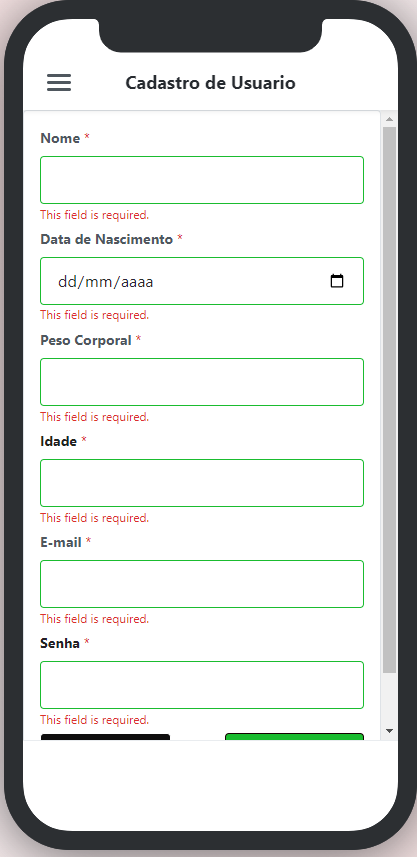 Cadastro de Usuario
Nome *
This field is required.
Data de Nascimento *
dd/mm/aaaa
This field is required.
Peso Corporal *
This field is required.
Idade *
This field is required.
E-mail *
This field is required.
Senha *
This field is required.